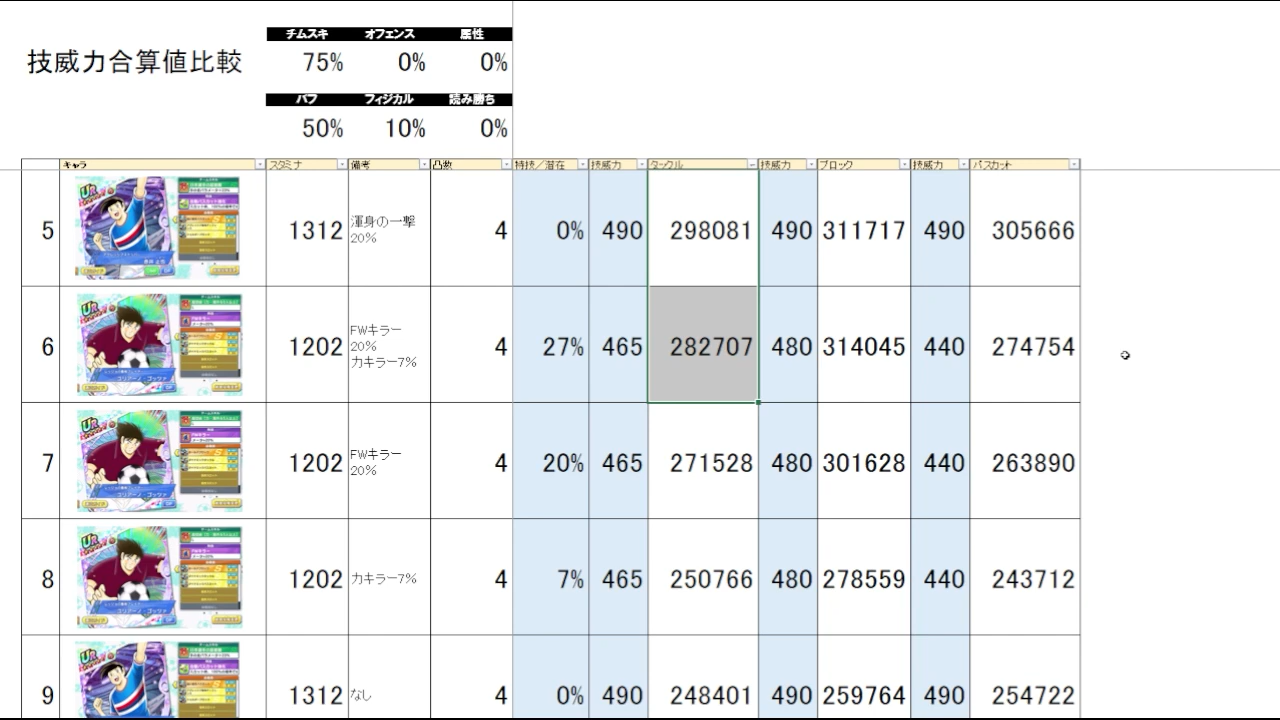 技威力合算値比較
チムスキ オフェンス 属性
75% 0% 0%
バフ フィジカル 読み勝ち
50% 10% 0%
キャラ スタミナ 備考 凸数 特技/潜在 技威力 タックル 技威力 ブロック 技威力 パスカット
5 1312 渾身の一撃 4 0% 490 298081 490 311717 490 305666
20%
6 1202 FWキラー 4 27% 465 282707 480 314045 440 274754
20%
力キラー7%
7 1202 FWキラー 4 20% 465 271528 480 301628 440 263890
20%
8 1202 力キラー7% 4 7% 465 250766 480 278559 440 243712
9 1312 なし 4 0% 490 248401 490 259764 490 254722